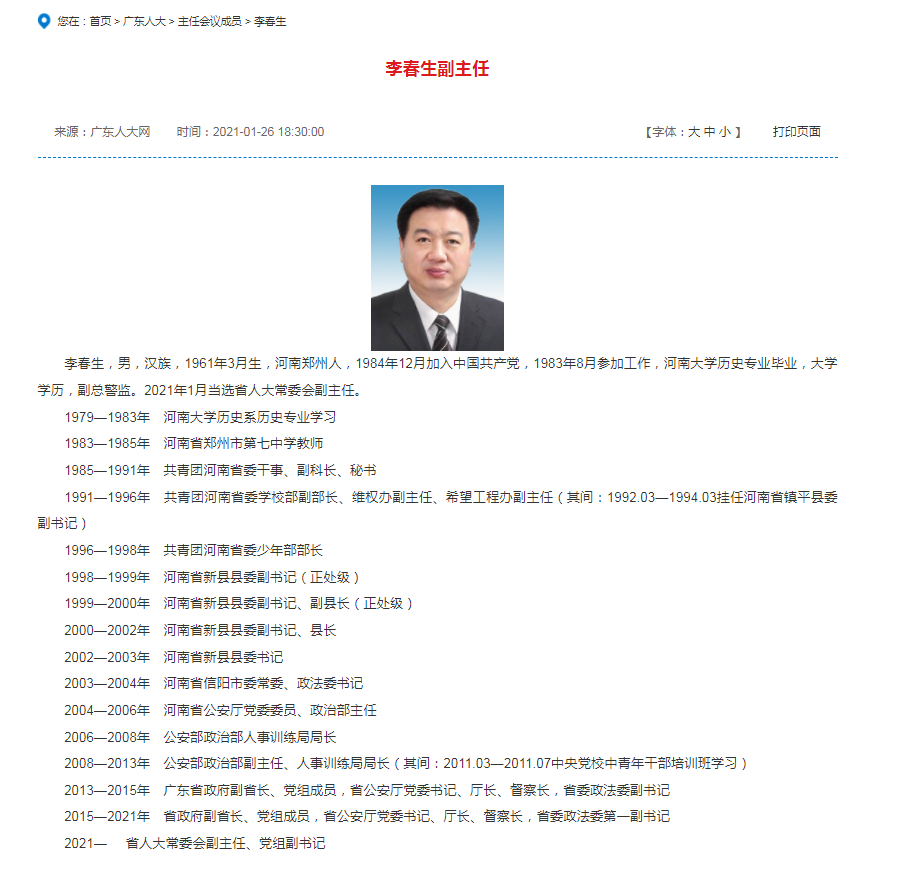 您在：首页 > 广东人大 > 主任会议成员 > 李春生
李春生副主任
来源：广东人大网 时间：2021-01-26 18:30:00 【字体：大 中 小 】 打印页面
李春生，男，汉族，1961年3月生，河南郑州人，1984年12月加入中国共产党，1983年8月参加工作，河南大学历史专业毕业，大学
学历，副总警监。2021年1月当选省人大常委会副主任。
1979—1983年 河南大学历史系历史专业学习
1983—1985年 河南省郑州市第七中学教师
1985—1991年 共青团河南省委干事、副科长、秘书
1991—1996年 共青团河南省委学校部副部长、维权办副主任、希望工程办副主任（其间：1992.03—1994.03挂任河南省镇平县委
副书记）
1996—1998年 共青团河南省委少年部部长
1998—1999年 河南省新县县委副书记（正处级）
1999—2000年 河南省新县县委副书记、副县长（正处级）
2000—2002年 河南省新县县委副书记、县长
2002—2003年 河南省新县县委书记
2003—2004年 河南省信阳市委常委、政法委书记
2004—2006年 河南省公安厅党委委员、政治部主任
2006—2008年 公安部政治部人事训练局局长
2008—2013年 公安部政治部副主任、人事训练局局长（其间：2011.03—2011.07中央党校中青年干部培训班学习）
2013—2015年 广东省政府副省长、党组成员，省公安厅党委书记、厅长、督察长，省委政法委副书记
2015—2021年 省政府副省长、党组成员，省公安厅党委书记、厅长、督察长，省委政法委第一副书记
2021— 省人大常委会副主任、党组副书记